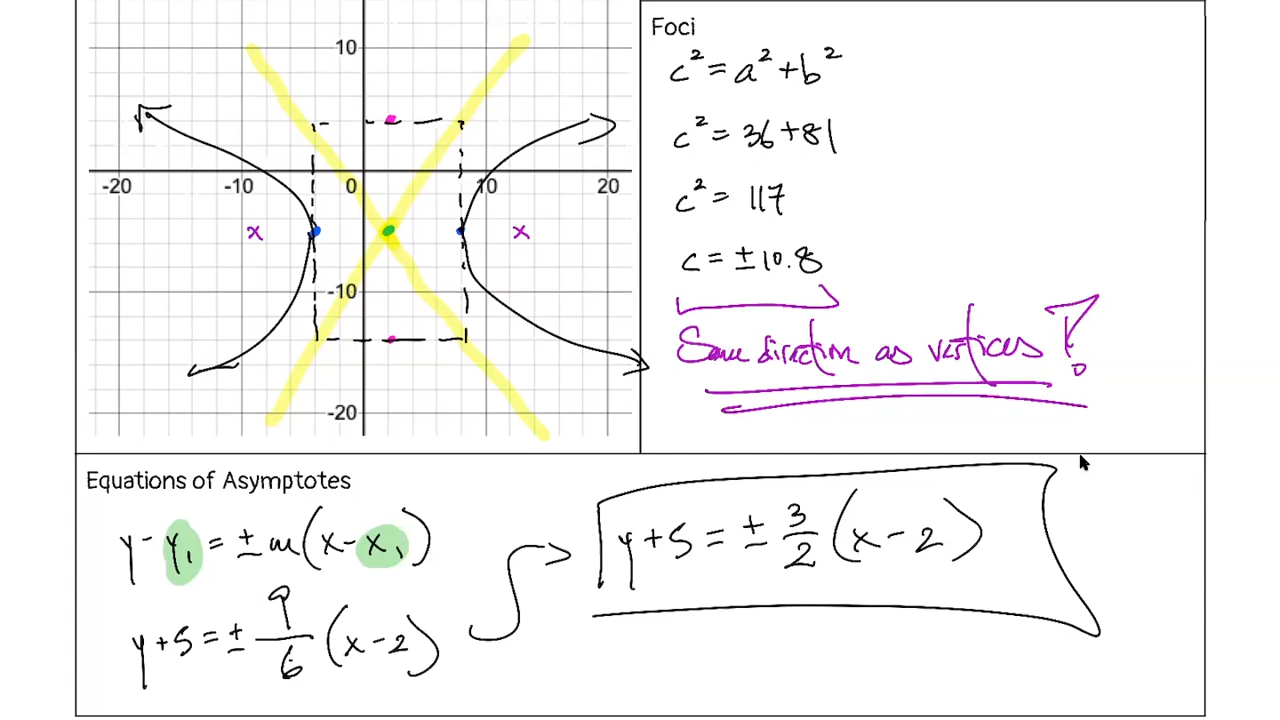 10
-20
-10
0
10
20
x
x
-10
-20
Foci
c² = a² + b²
c² = 36 + 81
c² = 117
c = ±10.8
Same direction as vertices !
Equations of Asymptotes
y - y₁ = ± m(x - x₁)
y + 5 = ± 9/6 (x - 2)
y + 5 = ± 3/2 (x - 2)